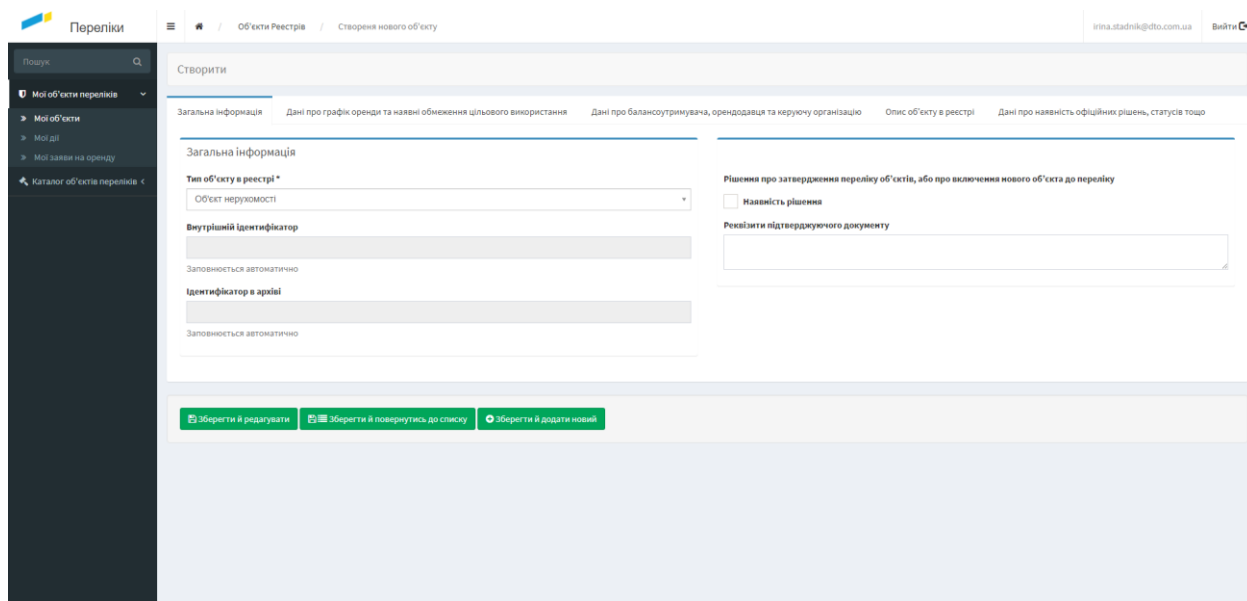 Переліки
Об'єкти Реєстрів / Створеня нового об'єкту
irina.stadnik@dto.com.ua
Вийти
Пошук
Мої об'єкти переліків
Мої об'єкти
Мої дії
Мої заяви на оренду
Каталог об'єктів переліків
Створити
Загальна інформація
Дані про графік оренди та наявні обмеження цільового використання
Дані про балансоутримувача, орендодавця та керуючу організацію
Опис об'єкту в реєстрі
Дані про наявність офіційних рішень, статусів тощо
Загальна інформація
Тип об'єкту в реєстрі *
Об'єкт нерухомості
Внутрішній ідентифікатор
Заповнюється автоматично
Ідентифікатор в архіві
Заповнюється автоматично
Рішення про затвердження переліку об'єктів, або про включення нового об'єкта до переліку
Наявність рішення
Реквізити підтверджуючого документу
Зберегти й редагувати
Зберегти й повернутись до списку
Зберегти й додати новий